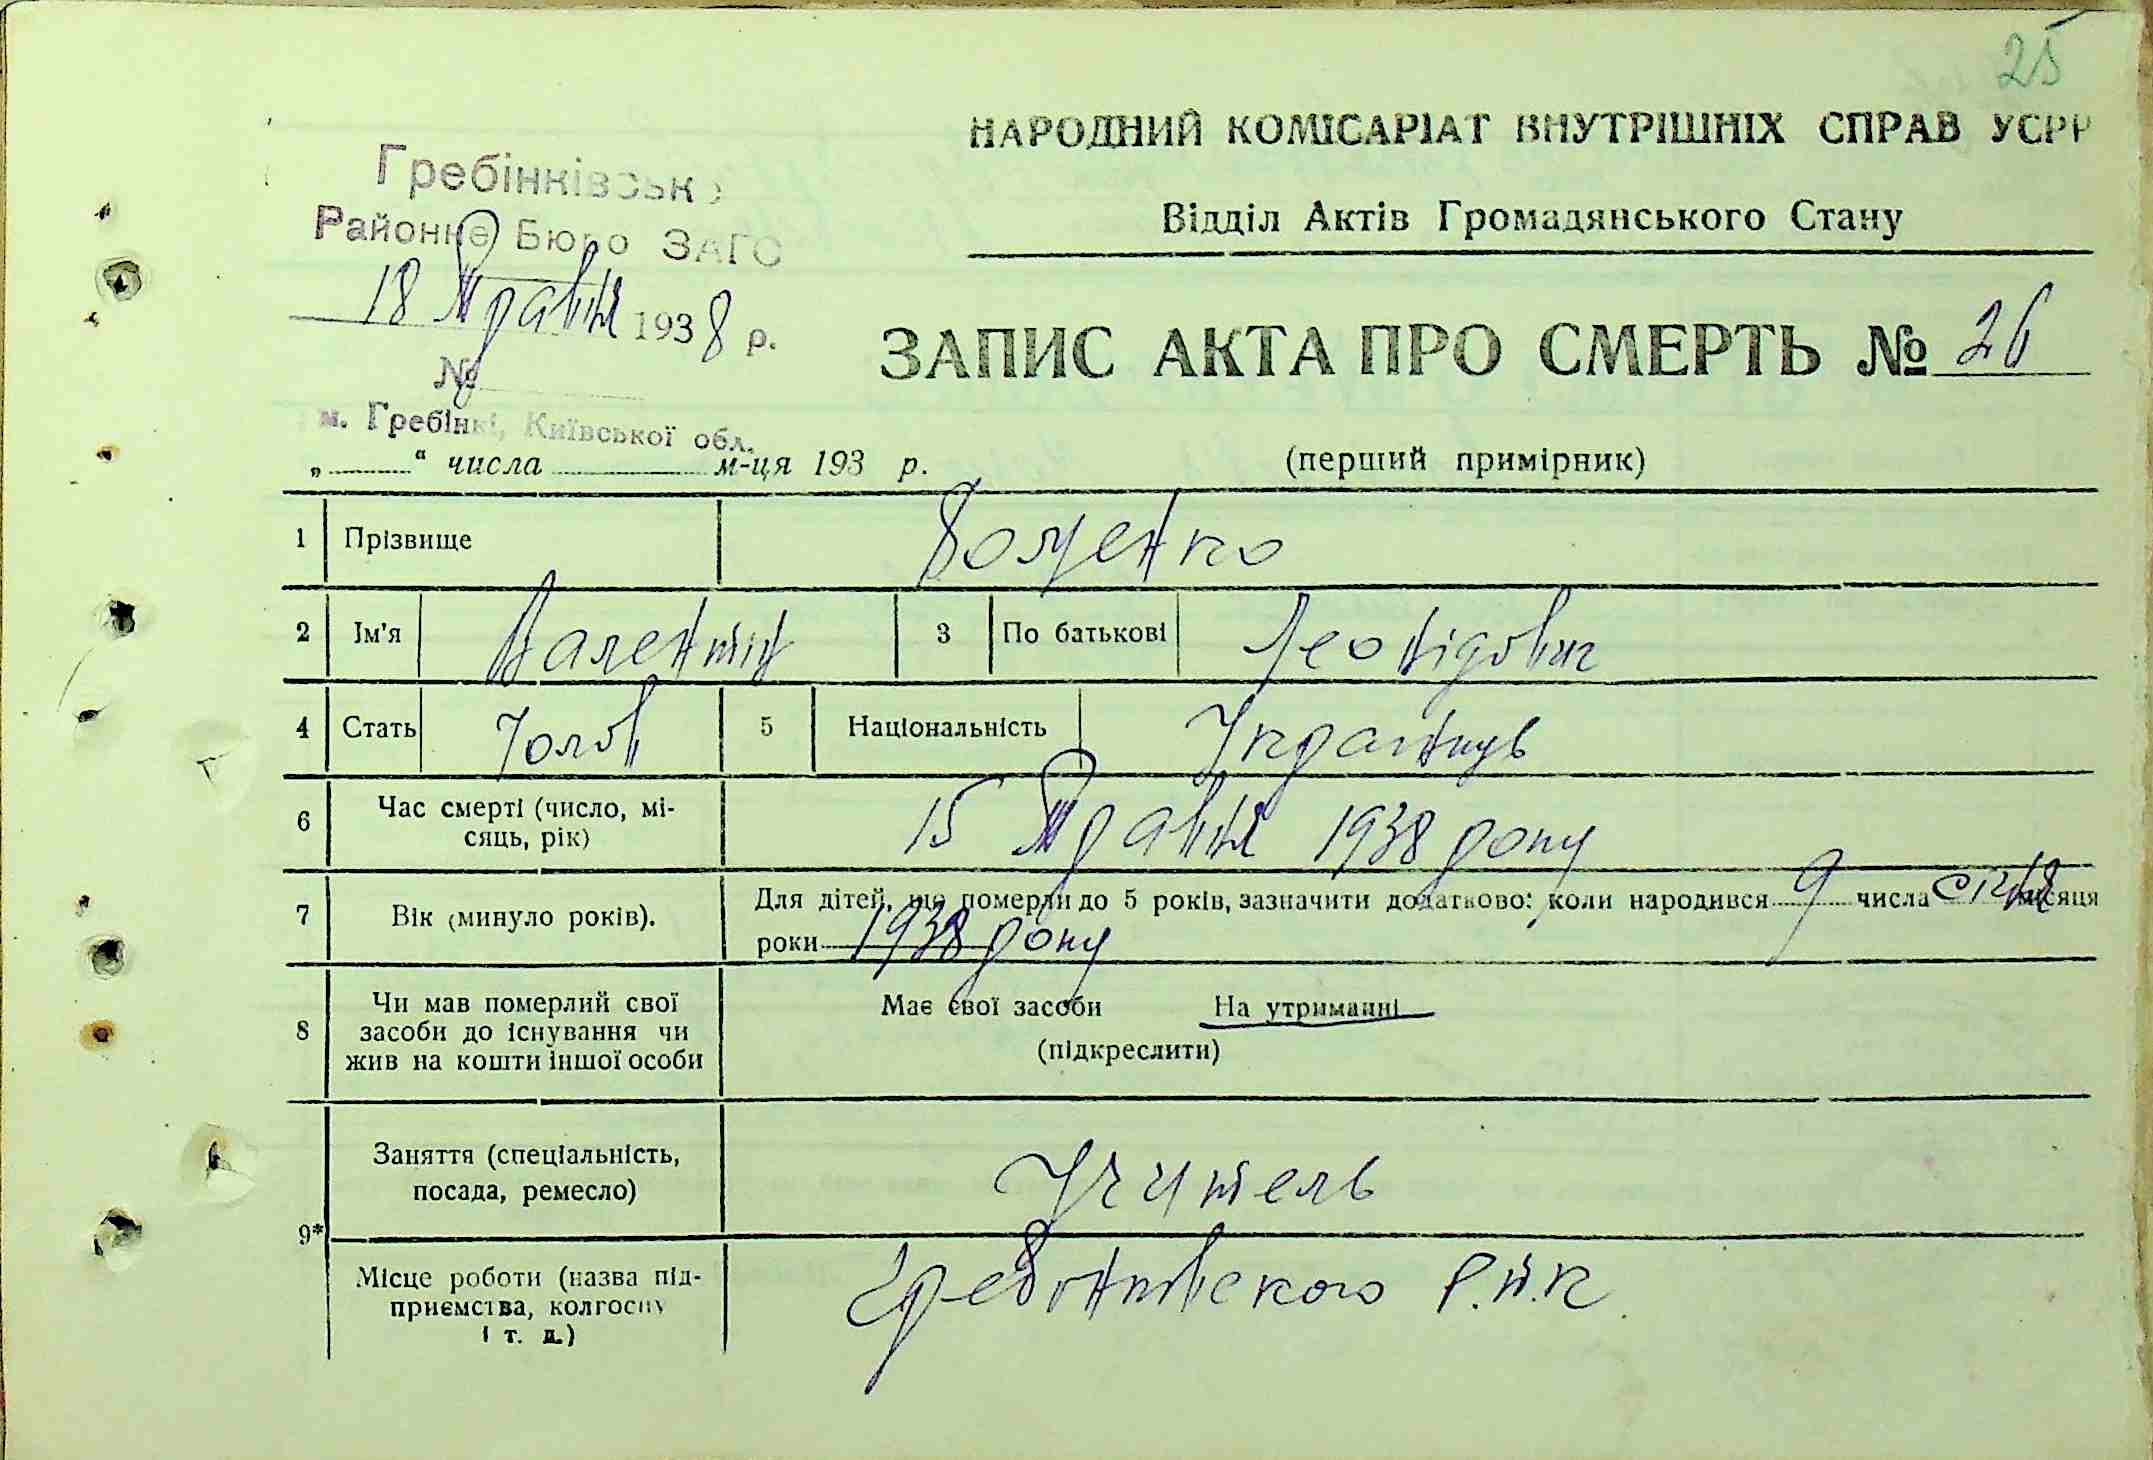 25
НАРОДНИЙ КОМІСАРІАТ ВНУТРІШНІХ СПРАВ УСРР
Відділ Актів Громадянського Стану
Гребінківське
Районне Бюро ЗАГС
18 Травня 1938 р.
№
м. Гребінкі, Київської обл.
ЗАПИС АКТА ПРО СМЕРТЬ № 26
„ “ числа м-ця 193 р.
(перший примірник)
1 Прізвище
2 Ім’я Валентин 3 По батькові Леонідович
4 Стать Чолов 5 Національність Українець
6 Час смерті (число, мі-
сяць, рік) 15 Травня 1938 року
7 Вік (минуло років). Для дітей, що померли до 5 років, зазначити додатково: коли народився 9 числа Січня місяця
роки 1938 року
8 Чи мав померлий свої
засоби до існування чи
жив на кошти іншої особи
Має свої засоби На утриманні
(підкреслити)
9*
Заняття (спеціальність,
посада, ремесло) Учитель
Місце роботи (назва під-
приємства, колгоспу
і т. д.)